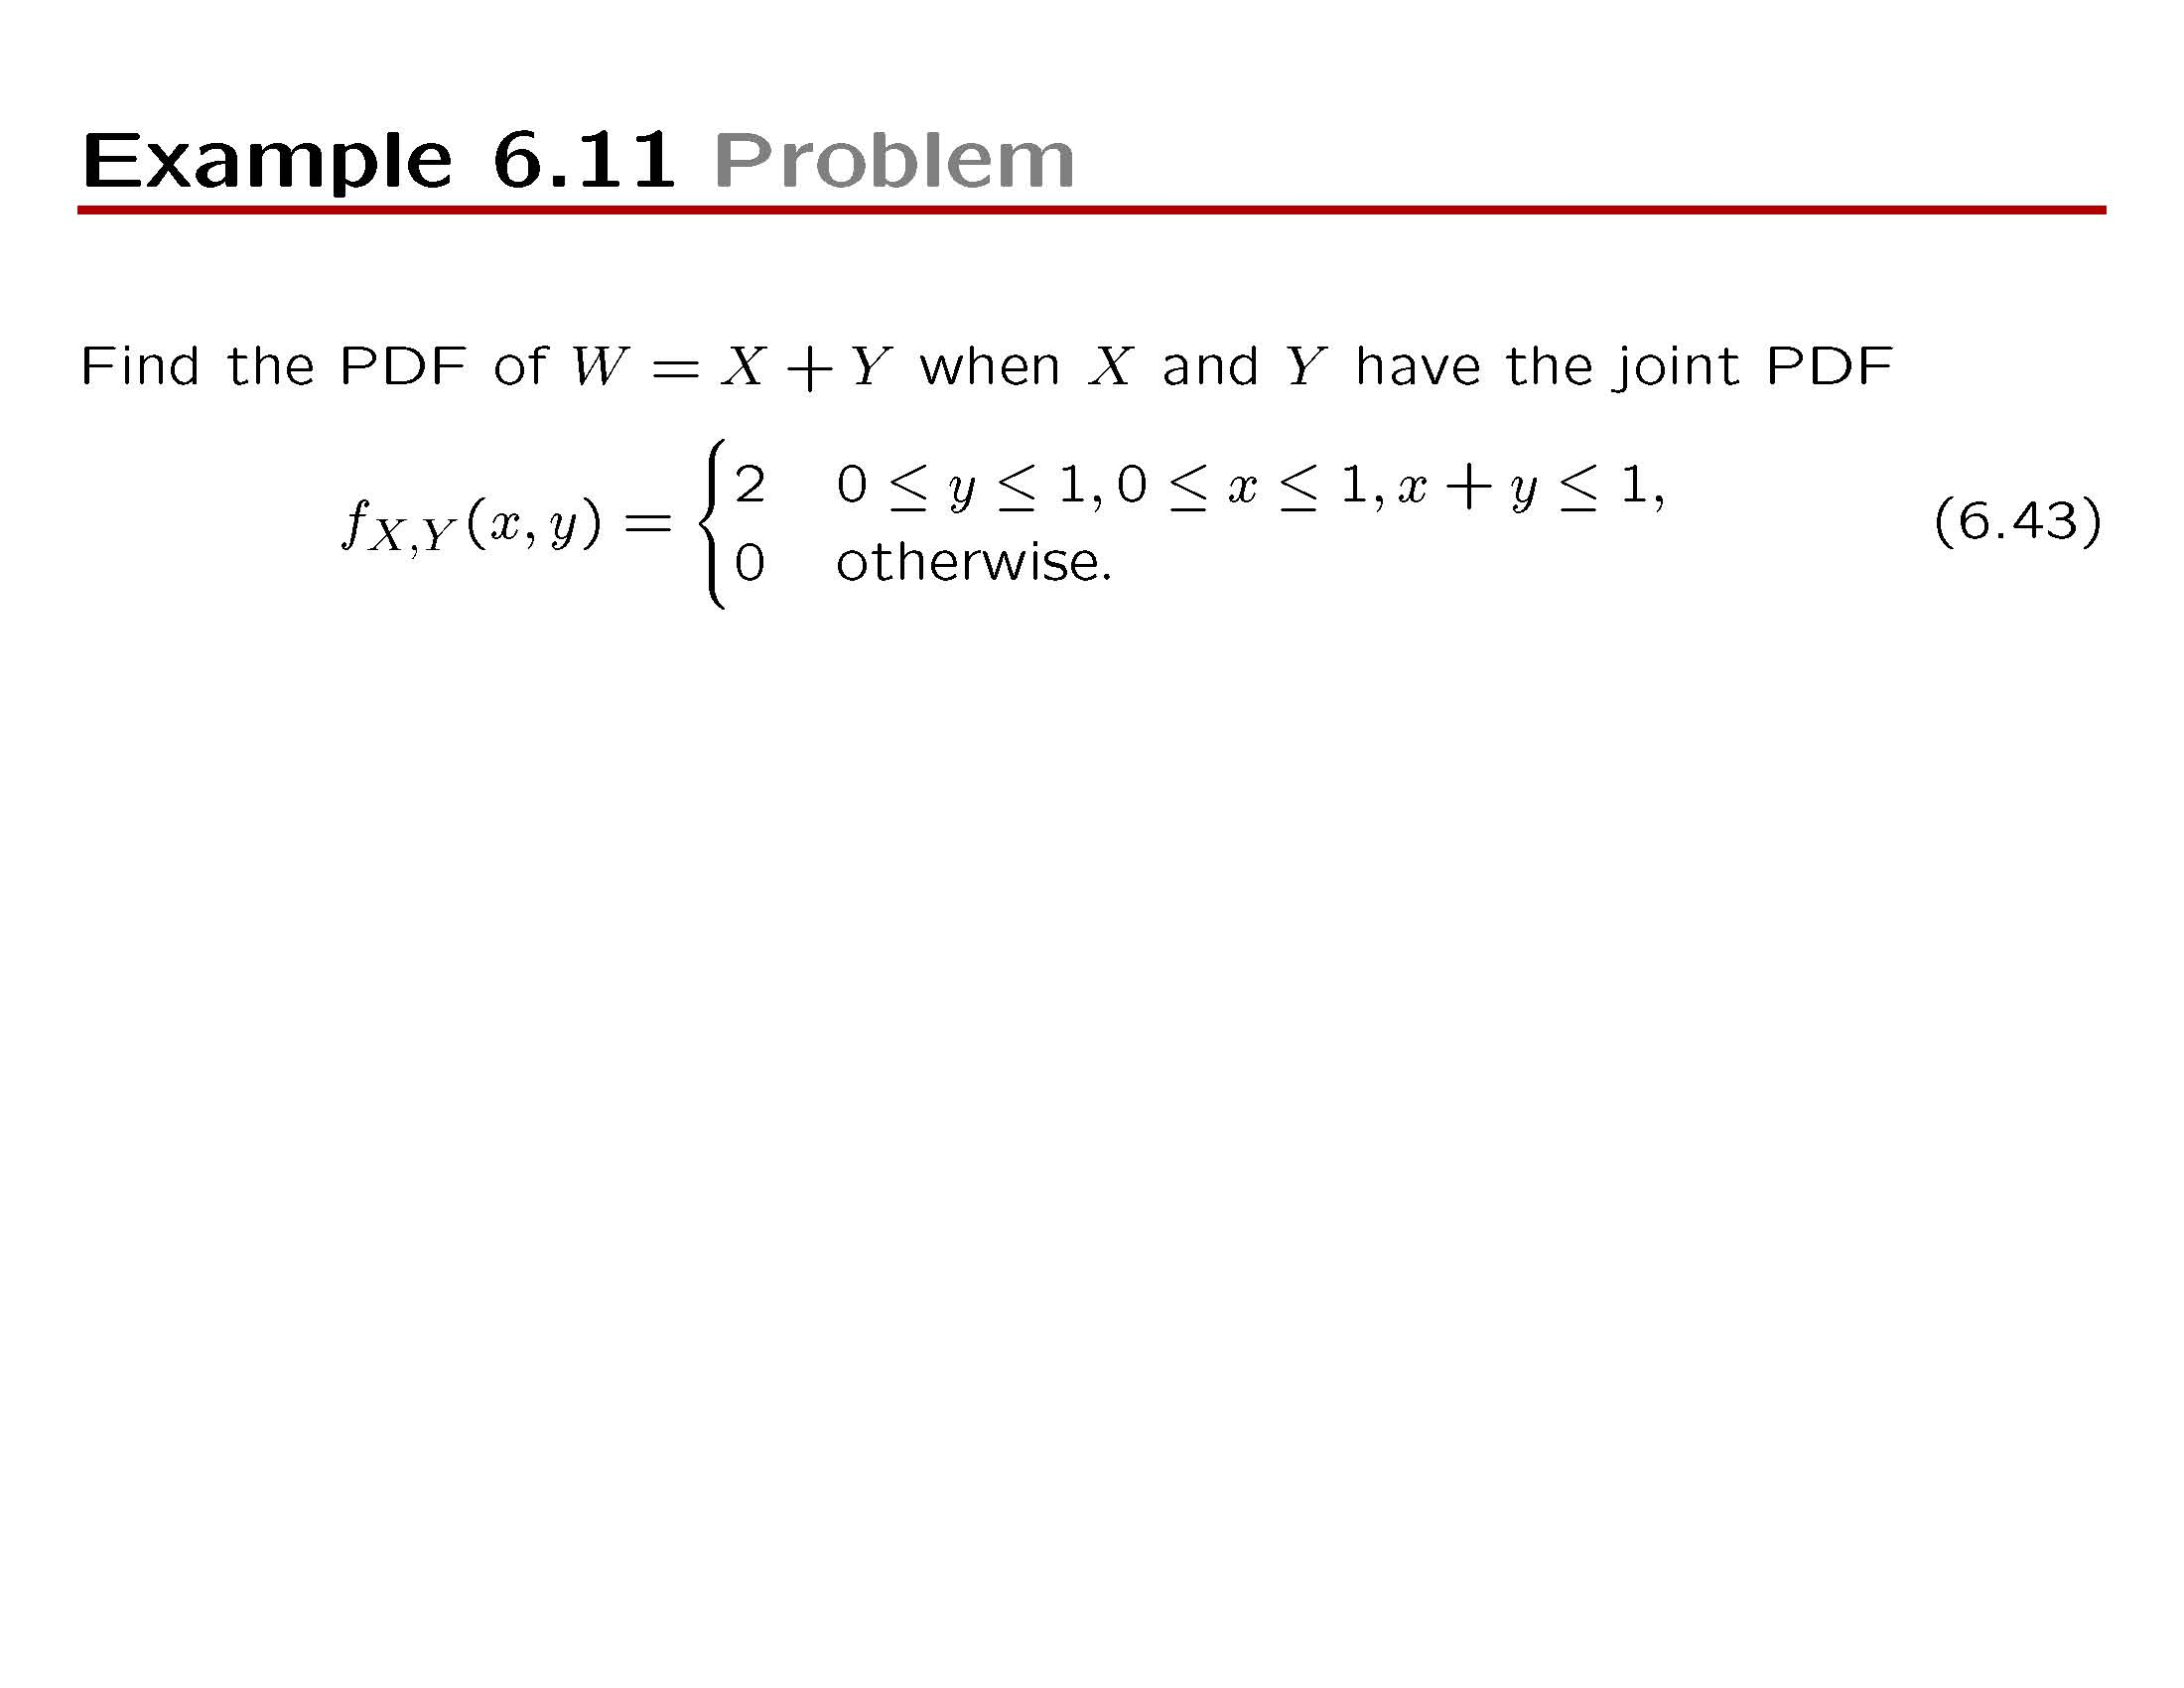 Example 6.11 Problem
Find the PDF of W = X + Y when X and Y have the joint PDF
f_{X,Y}(x, y) = { 2 0 ≤ y ≤ 1, 0 ≤ x ≤ 1, x + y ≤ 1,
0 otherwise.
(6.43)